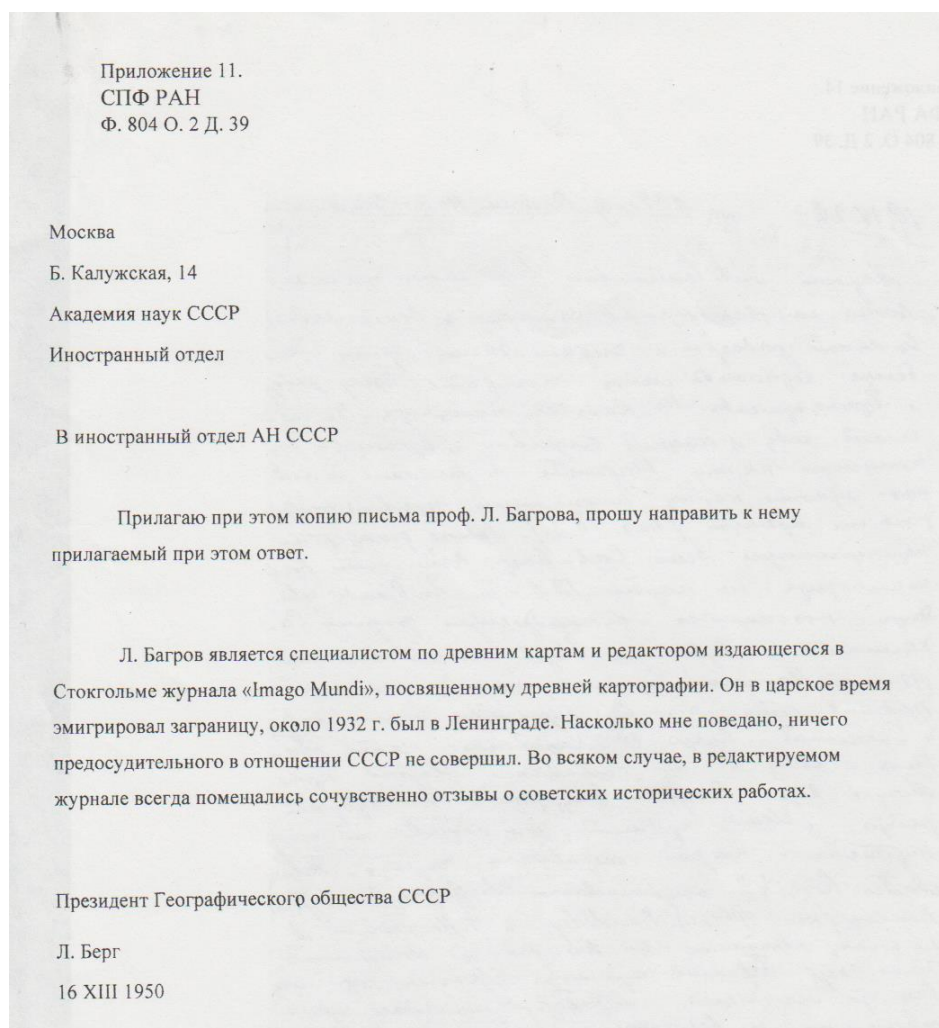 Приложение 11.
СПФ РАН
Ф. 804 О. 2 Д. 39
Москва
Б. Калужская, 14
Академия наук СССР
Иностранный отдел
В иностранный отдел АН СССР
Прилагаю при этом копию письма проф. Л. Багрова, прошу направить к нему
прилагаемый при этом ответ.
Л. Багров является специалистом по древним картам и редактором издающегося в
Стокгольме журнала «Imago Mundi», посвященному древней картографии. Он в царское время
эмигрировал заграницу, около 1932 г. был в Ленинграде. Насколько мне поведано, ничего
предосудительного в отношении СССР не совершил. Во всяком случае, в редактируемом
журнале всегда помещались сочувственно отзывы о советских исторических работах.
Президент Географического общества СССР
Л. Берг
16 XIII 1950